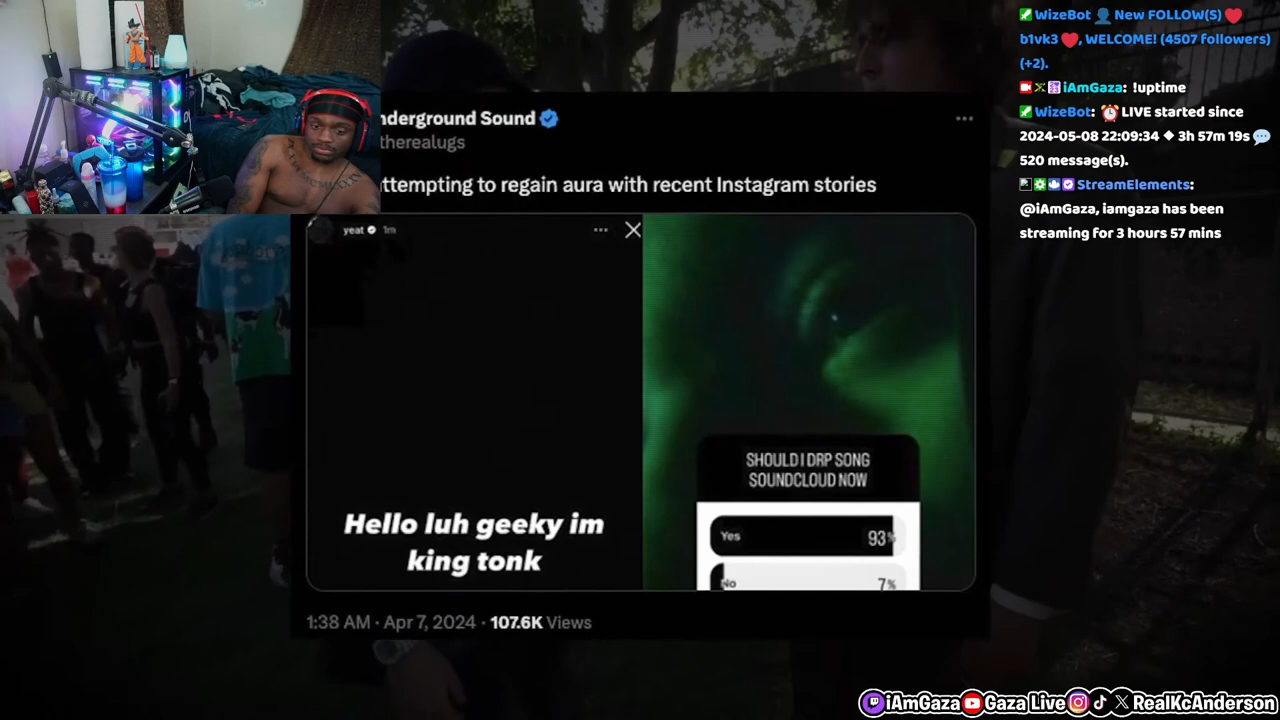 WizeBot New FOLLOW(S)
b1vk3 , WELCOME! (4507 followers)
(+2).
iAmGaza: !uptime
WizeBot: LIVE started since
2024-05-08 22:09:34 ◆ 3h 57m 19s
520 message(s).
StreamElements:
@iAmGaza, iamgaza has been
streaming for 3 hours 57 mins
nderground Sound
therealugs
ttempting to regain aura with recent Instagram stories
yeat 1m
Hello luh geeky im
king tonk
SHOULD I DRP SONG
SOUNDCLOUD NOW
Yes 93%
No 7%
1:38 AM · Apr 7, 2024 · 107.6K Views
iAmGaza Gaza Live RealKcAnderson